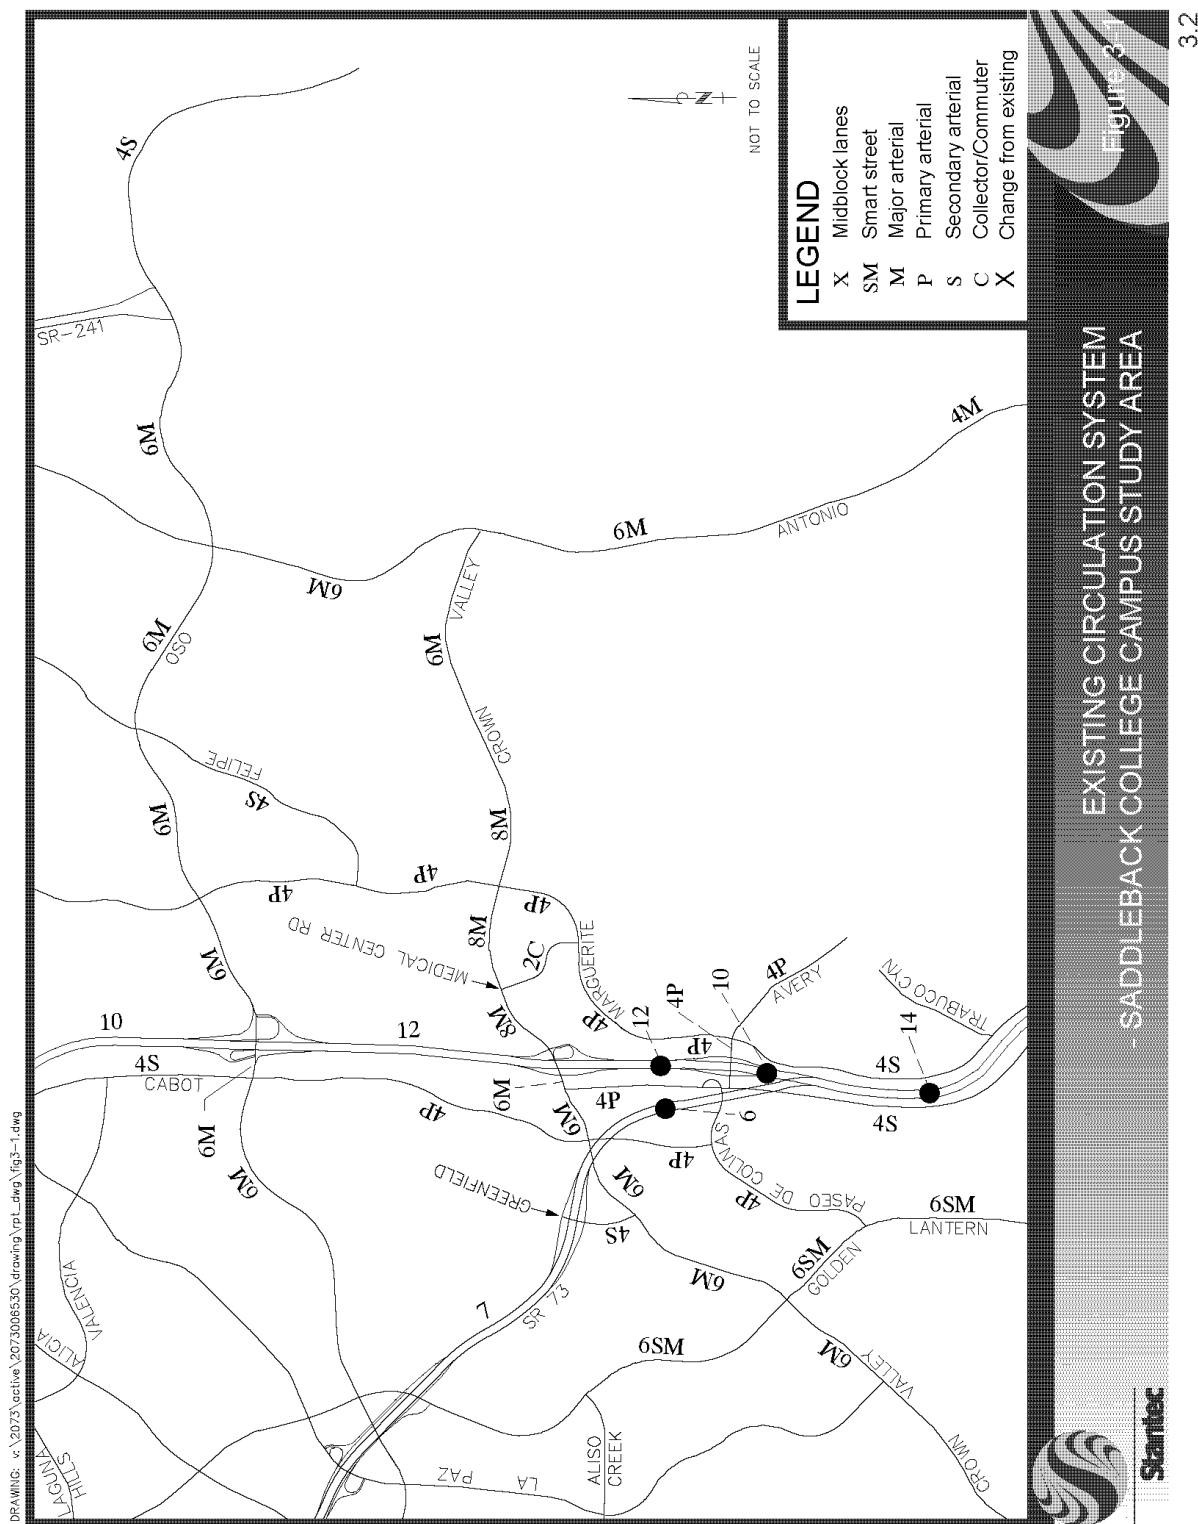 DRAWING: v:\2073\active\2073006530\drawing\rpt_dwg\fig3-1.dwg
LAGUNA
HILLS
ALICIA
VALENCIA
CABOT
4S
10
SR-241
4S
6M
6M
6M
6M
6M
OSO
6M
6M
FELIPE
4S
4P
4P
4P
4P
12
6M
MEDICAL CENTER RD
GREENFIELD
7
SR 73
4S
6M
6M
6M
4P
8M
8M
8M
2C
CROWN
6M
VALLEY
6M
ANTONIO
4M
MARGUERITE
4P
4P
12
4P
10
4P
AVERY
TRABUCO CYN
14
4S
4S
6
4P
PASEO DE COLINAS
4P
LA
PAZ
ALISO
CREEK
6SM
6SM
GOLDEN
6SM
LANTERN
6M
6M
VALLEY
CROWN
NOT TO SCALE
LEGEND
X Midblock lanes
SM Smart street
M Major arterial
P Primary arterial
S Secondary arterial
C Collector/Commuter
X Change from existing
Stantec
EXISTING CIRCULATION SYSTEM
SADDLEBACK COLLEGE CAMPUS STUDY AREA
Figure 3-1
3.2